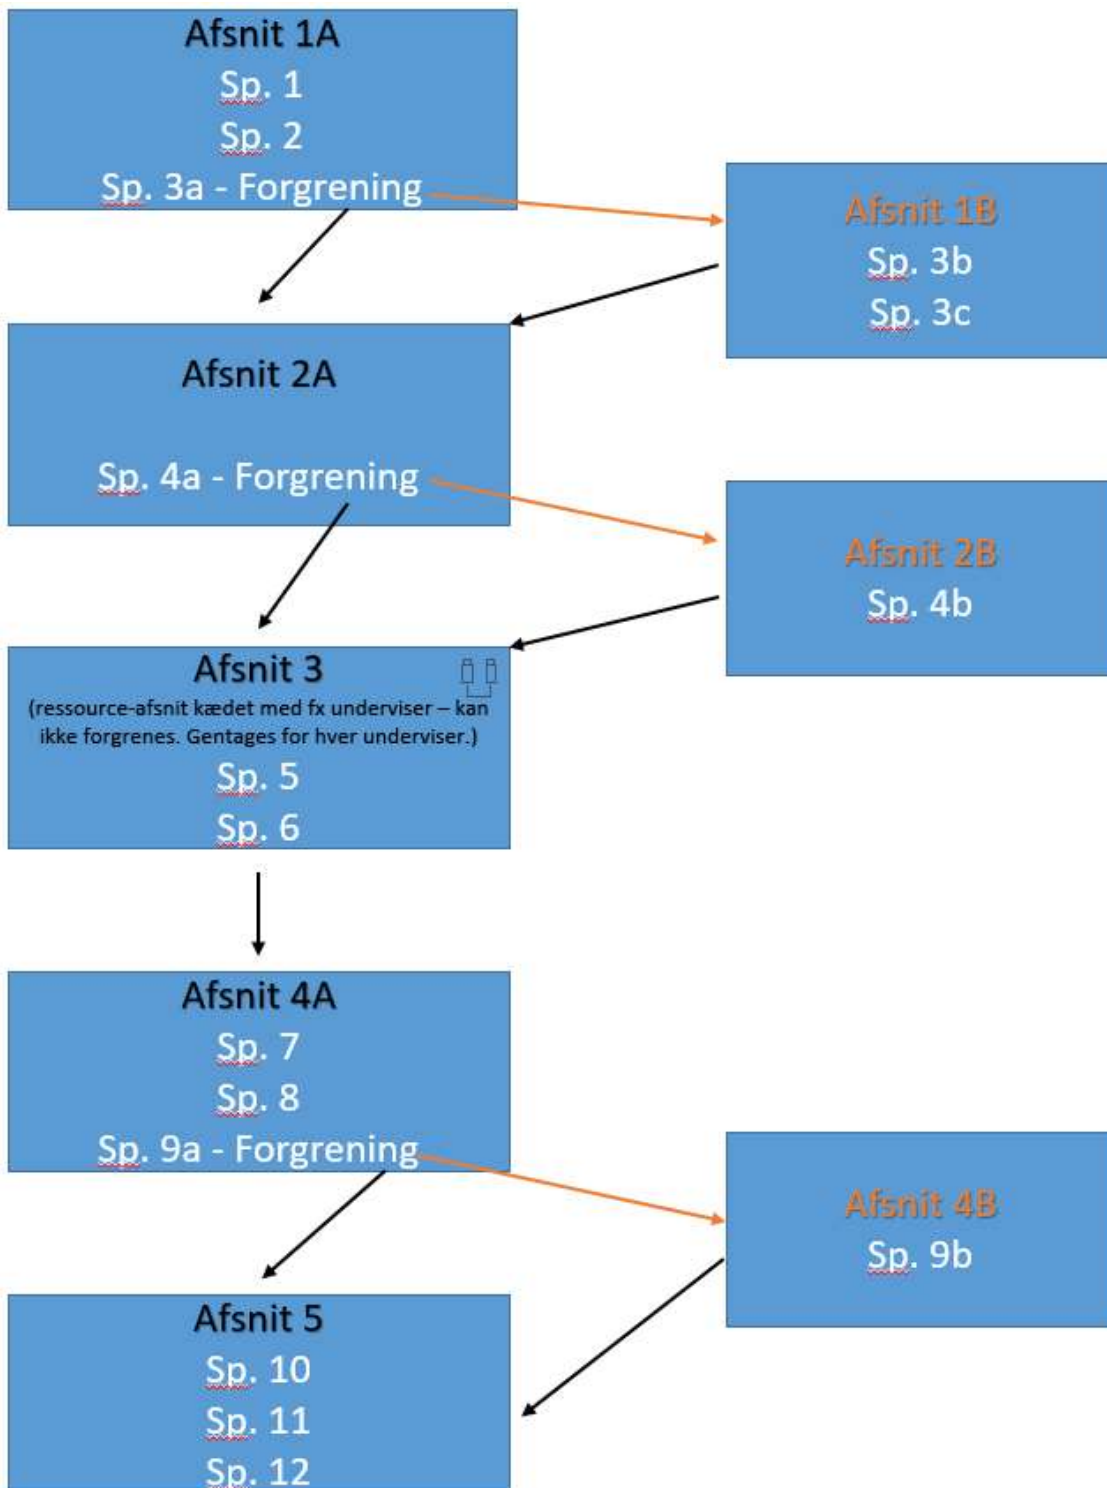 Afsnit 1A
Sp. 1
Sp. 2
Sp. 3a - Forgrening
Afsnit 1B
Sp. 3b
Sp. 3c
Afsnit 2A
Sp. 4a - Forgrening
Afsnit 2B
Sp. 4b
Afsnit 3
(ressource-afsnit kædet med fx underviser – kan
ikke forgrenes. Gentages for hver underviser.)
Sp. 5
Sp. 6
Afsnit 4A
Sp. 7
Sp. 8
Sp. 9a - Forgrening
Afsnit 4B
Sp. 9b
Afsnit 5
Sp. 10
Sp. 11
Sp. 12